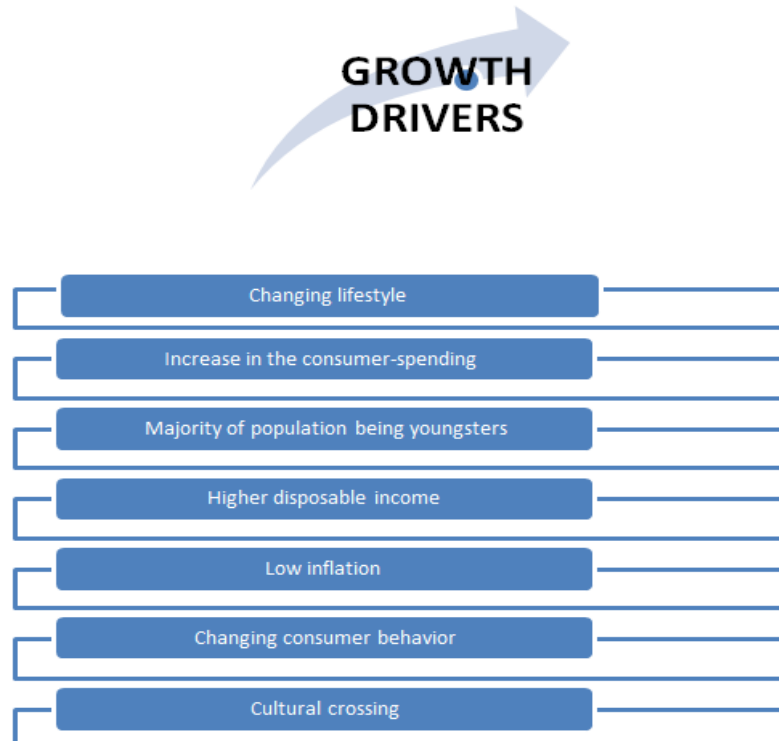 GROWTH
DRIVERS
Changing lifestyle
Increase in the consumer-spending
Majority of population being youngsters
Higher disposable income
Low inflation
Changing consumer behavior
Cultural crossing